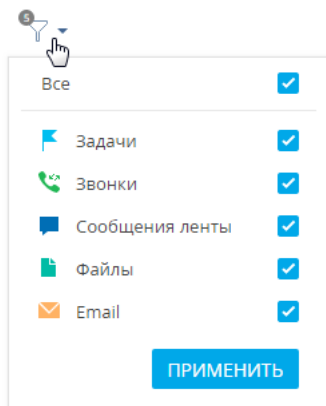 5
Все
Задачи
Звонки
Сообщения ленты
Файлы
Email
ПРИМЕНИТЬ